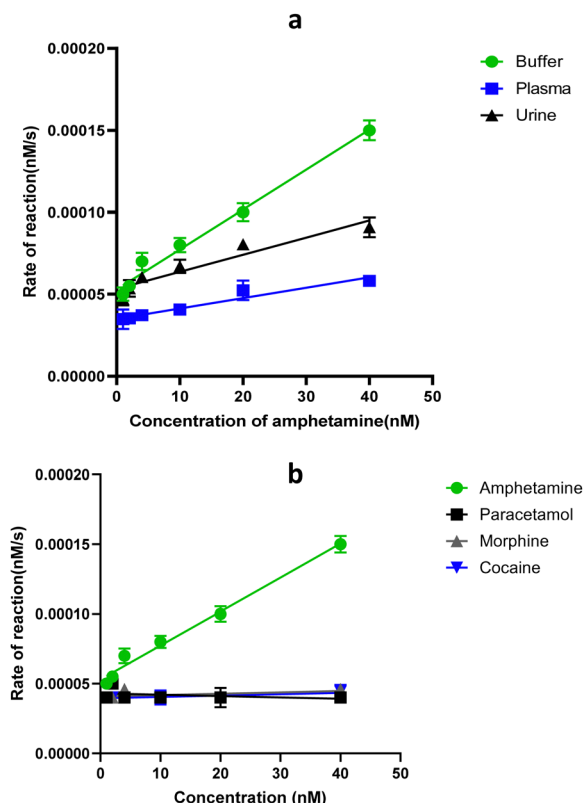 a
0.00020
0.00015
0.00010
0.00005
0.00000
Rate of reaction(nM/s)
0
10
20
30
40
50
Concentration of amphetamine(nM)
Buffer
Plasma
Urine
b
0.00020
0.00015
0.00010
0.00005
0.00000
Rate of reaction(nM/s)
0
10
20
30
40
50
Concentration (nM)
Amphetamine
Paracetamol
Morphine
Cocaine